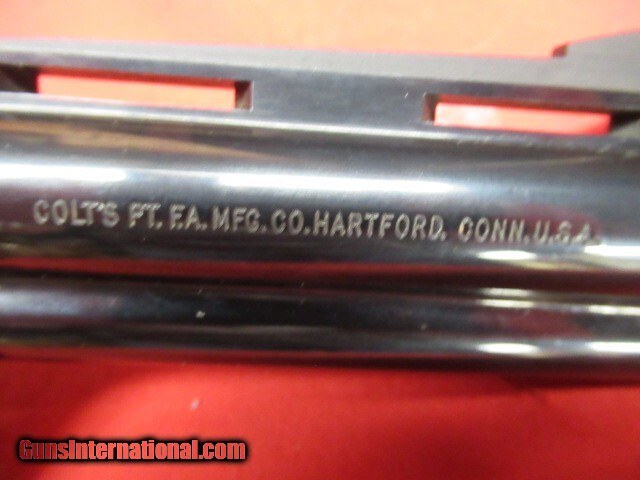 COLT'S PT. F.A. MFG. CO. HARTFORD, CONN. U.S.A.
GunsInternational.com